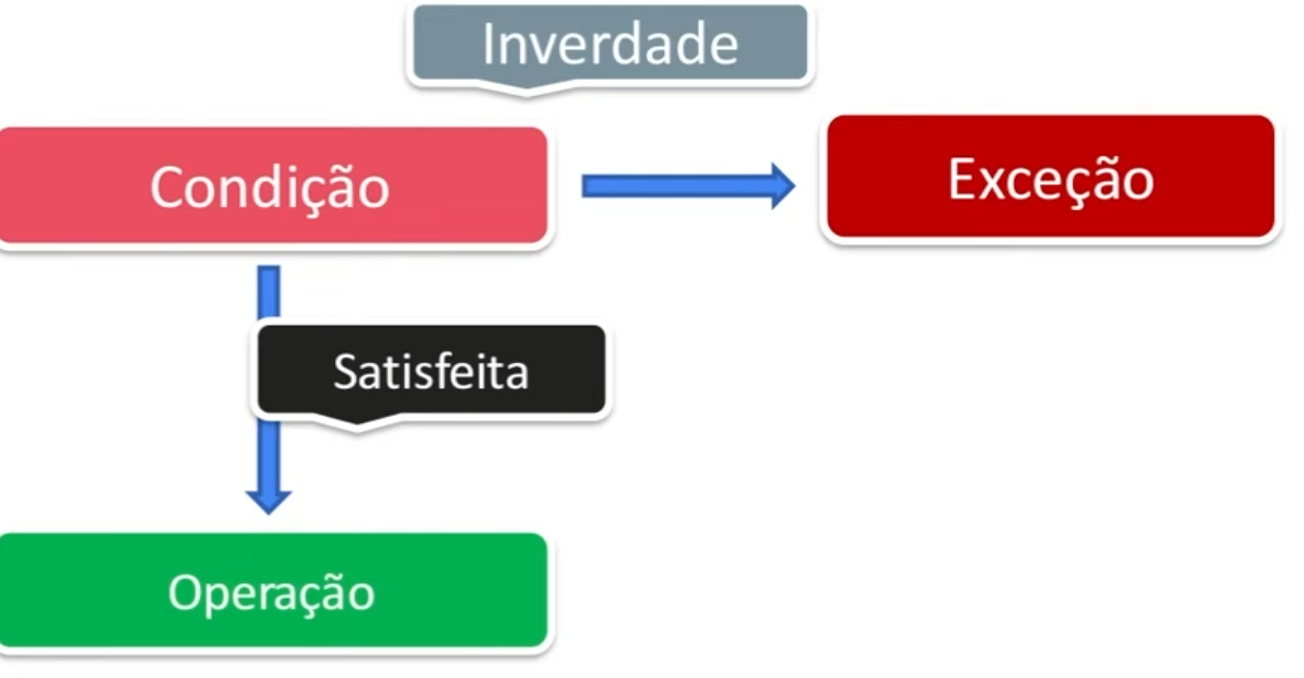 Inverdade
Condição
Exceção
Satisfeita
Operação